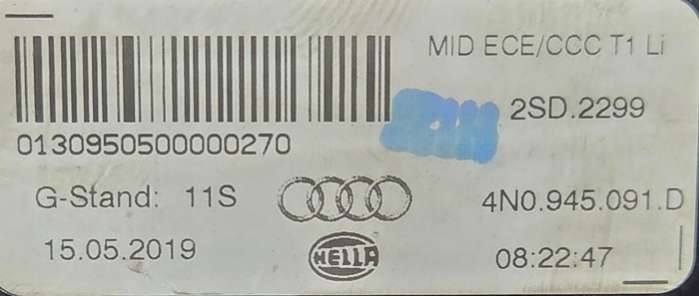 MID ECE/CCC T1 Li
2SD.2299
0130950500000270
G-Stand: 11S 4N0.945.091.D
15.05.2019 HELLA 08:22:47